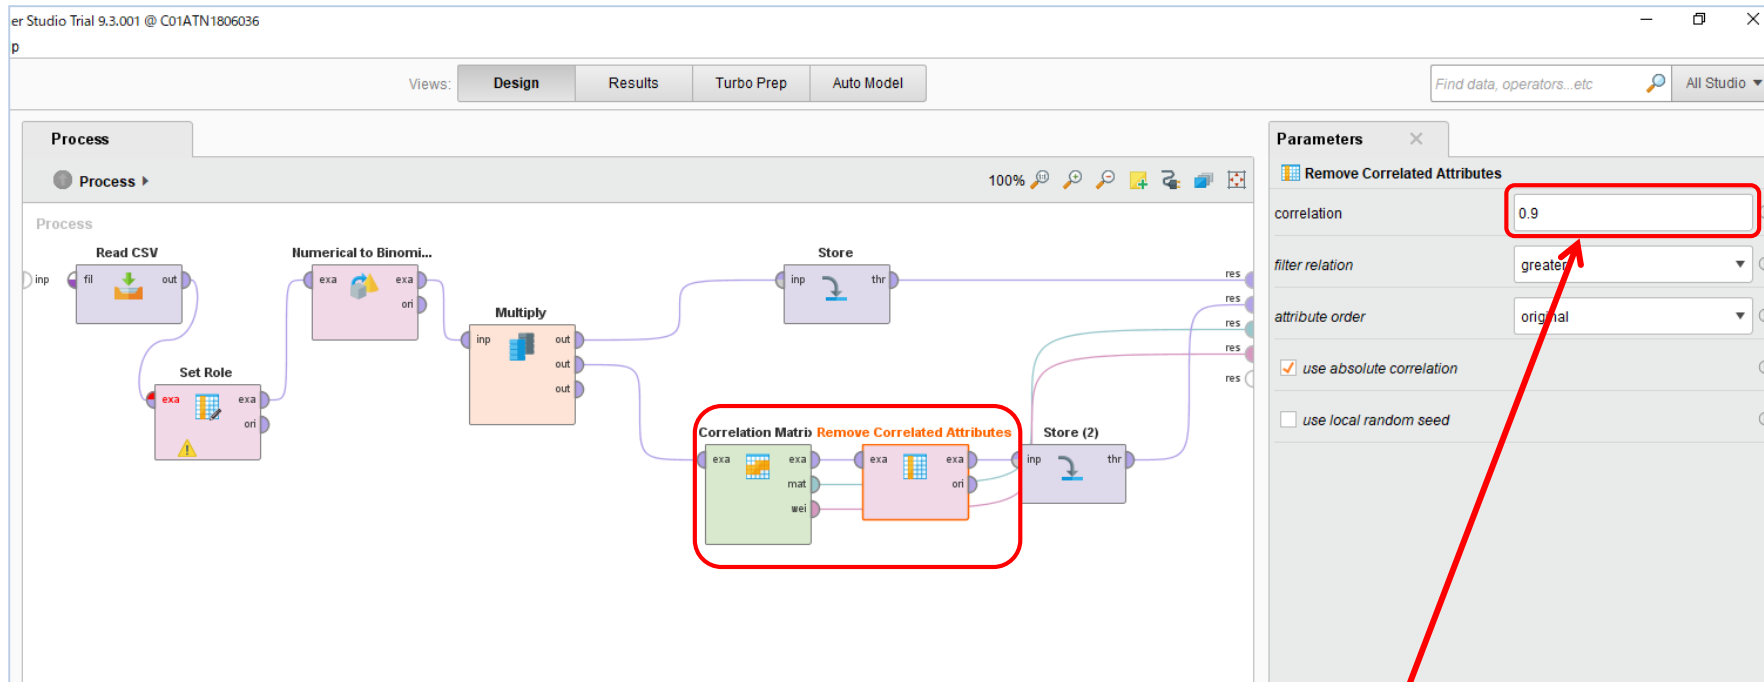 er Studio Trial 9.3.001 @ C01ATN1806036
p
Views: Design Results Turbo Prep Auto Model Find data, operators...etc All Studio
Process
Process
100%
Process
Read CSV
inp fil out
Set Role
exa exa
ori
Numerical to Binomi...
exa exa
ori
Multiply
inp out
out
out
Store
inp thr
Correlation Matrix
exa exa
mat
wei
Remove Correlated Attributes
exa exa
ori
Store (2)
inp thr
res
res
res
res
res
Parameters
Remove Correlated Attributes
correlation 0.9
filter relation greater
attribute order original
use absolute correlation
use local random seed